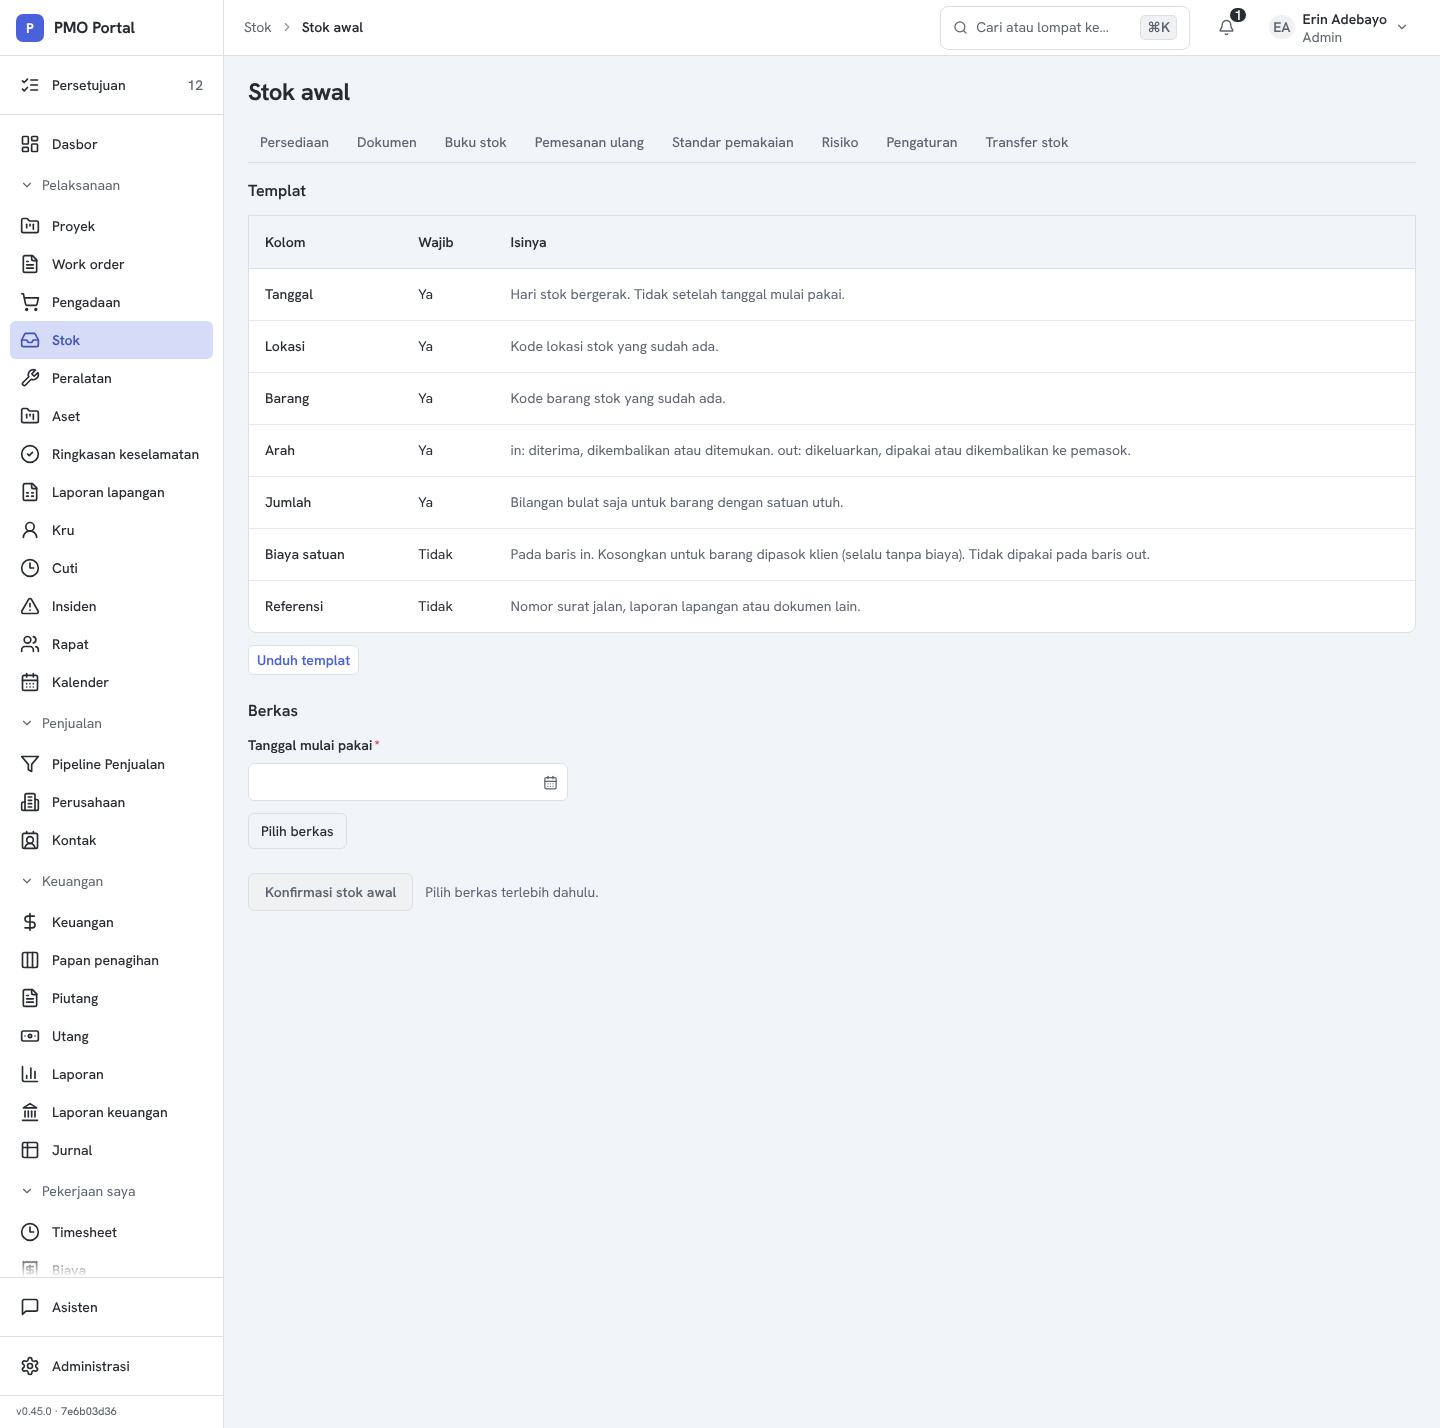 P PMO Portal
Stok > Stok awal
Cari atau lompat ke...
⌘K
1
EA
Erin Adebayo
Admin
Persetujuan 12
Dasbor
Pelaksanaan
Proyek
Work order
Pengadaan
Stok
Peralatan
Aset
Ringkasan keselamatan
Laporan lapangan
Kru
Cuti
Insiden
Rapat
Kalender
Penjualan
Pipeline Penjualan
Perusahaan
Kontak
Keuangan
Keuangan
Papan penagihan
Piutang
Utang
Laporan
Laporan keuangan
Jurnal
Pekerjaan saya
Timesheet
Biaya
Asisten
Administrasi
v0.45.0 · 7e6b03d36
Stok awal
Persediaan Dokumen Buku stok Pemesanan ulang Standar pemakaian Risiko Pengaturan Transfer stok
Templat
Kolom Wajib Isinya
Tanggal Ya Hari stok bergerak. Tidak setelah tanggal mulai pakai.
Lokasi Ya Kode lokasi stok yang sudah ada.
Barang Ya Kode barang stok yang sudah ada.
Arah Ya in: diterima, dikembalikan atau ditemukan. out: dikeluarkan, dipakai atau dikembalikan ke pemasok.
Jumlah Ya Bilangan bulat saja untuk barang dengan satuan utuh.
Biaya satuan Tidak Pada baris in. Kosongkan untuk barang dipasok klien (selalu tanpa biaya). Tidak dipakai pada baris out.
Referensi Tidak Nomor surat jalan, laporan lapangan atau dokumen lain.
Unduh templat
Berkas
Tanggal mulai pakai *
Pilih berkas
Konfirmasi stok awal Pilih berkas terlebih dahulu.